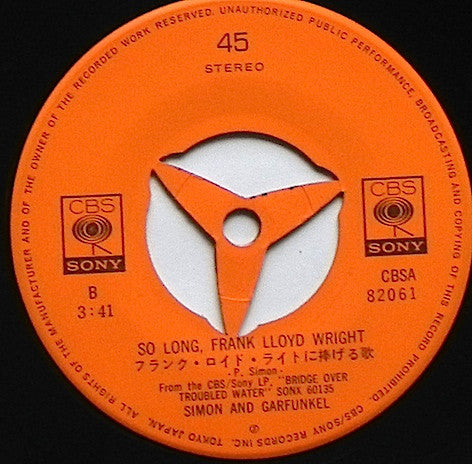 ALL RIGHTS OF THE MANUFACTURER AND OF THE OWNER OF THE RECORDED WORK RESERVED. UNAUTHORIZED PUBLIC PERFORMANCE, BROADCASTING AND COPYING OF THIS RECORD PROHIBITED. CBS/SONY RECORDS INC. TOKYO JAPAN.
45
STEREO
CBS
SONY
CBS
SONY
B
3:41
CBSA
82061
SO LONG, FRANK LLOYD WRIGHT
フランク・ロイド・ライトに捧げる歌
- P. Simon -
From the CBS/Sony LP, "BRIDGE OVER
TROUBLED WATER" SONX 60135
SIMON AND GARFUNKEL
℗